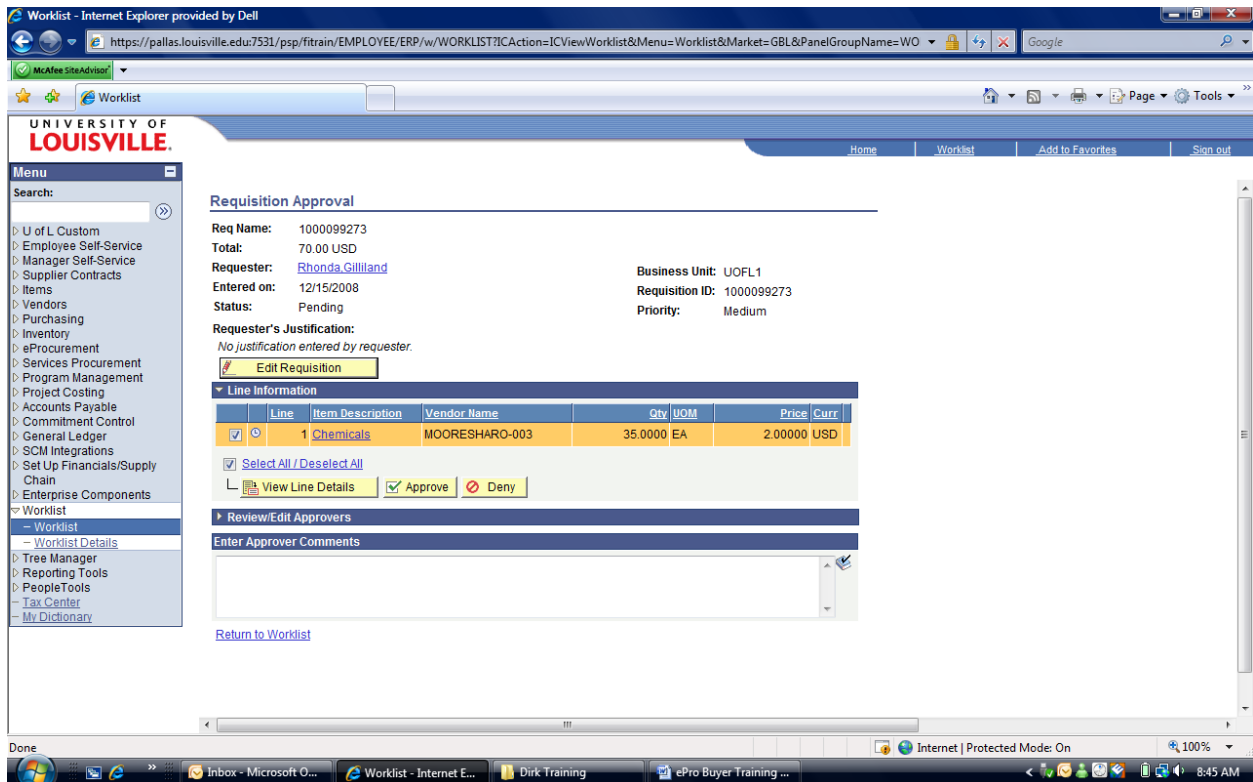 Worklist - Internet Explorer provided by Dell
https://pallas.louisville.edu:7531/psp/fitrain/EMPLOYEE/ERP/w/WORKLIST?ICAction=ICViewWorklist&Menu=Worklist&Market=GBL&PanelGroupName=WO
Google
McAfee SiteAdvisor
Worklist
Page
Tools
UNIVERSITY OF
LOUISVILLE.
Home
Worklist
Add to Favorites
Sign out
Menu
Search:
U of L Custom
Employee Self-Service
Manager Self-Service
Supplier Contracts
Items
Vendors
Purchasing
Inventory
eProcurement
Services Procurement
Program Management
Project Costing
Accounts Payable
Commitment Control
General Ledger
SCM Integrations
Set Up Financials/Supply
Chain
Enterprise Components
Worklist
– Worklist
– Worklist Details
Tree Manager
Reporting Tools
PeopleTools
– Tax Center
– My Dictionary
Requisition Approval
Req Name: 1000099273
Total: 70.00 USD
Requester: Rhonda,Gilliland
Business Unit: UOFL1
Entered on: 12/15/2008
Requisition ID: 1000099273
Status: Pending
Priority: Medium
Requester's Justification:
No justification entered by requester.
Edit Requisition
Line Information
Line Item Description Vendor Name Qty UOM Price Curr
1 Chemicals MOORESHARO-003 35.0000 EA 2.00000 USD
Select All / Deselect All
View Line Details Approve Deny
Review/Edit Approvers
Enter Approver Comments
Return to Worklist
Done
Internet | Protected Mode: On
100%
Inbox - Microsoft O...
Worklist - Internet E...
Dirk Training
ePro Buyer Training ...
8:45 AM